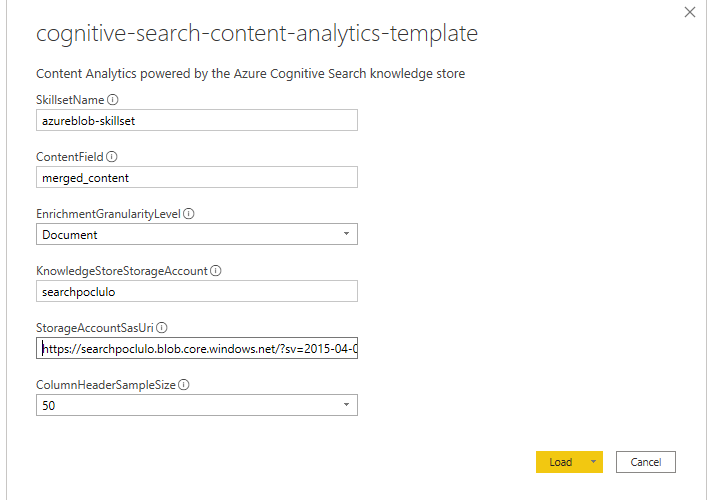 cognitive-search-content-analytics-template
Content Analytics powered by the Azure Cognitive Search knowledge store
SkillsetName
azureblob-skillset
ContentField
merged_content
EnrichmentGranularityLevel
Document
KnowledgeStoreStorageAccount
searchpoclulo
StorageAccountSasUri
https://searchpoclulo.blob.core.windows.net/?sv=2015-04-0
ColumnHeaderSampleSize
50
Load
Cancel